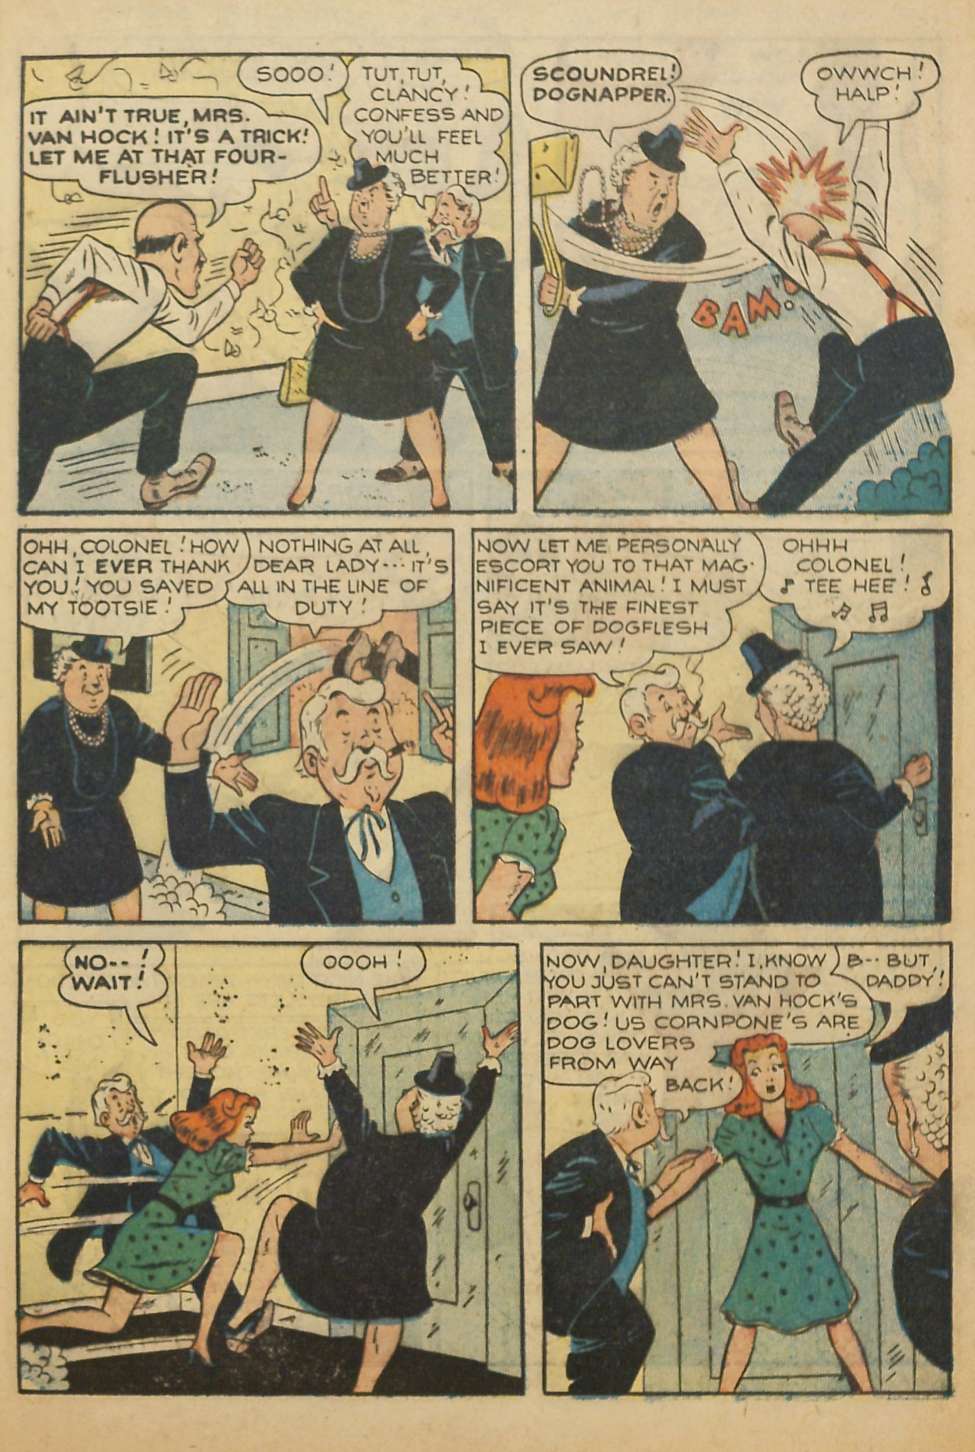 IT AIN'T TRUE, MRS.
VAN HOCK! IT'S A TRICK!
LET ME AT THAT FOUR-
FLUSHER!
SOOO!
TUT, TUT,
CLANCY!
CONFESS AND
YOU'LL FEEL
MUCH
BETTER!
SCOUNDREL!
DOGNAPPER.
OWWCH!
HALP!
BAM!
OHH, COLONEL! HOW
CAN I EVER THANK
YOU! YOU SAVED
MY TOOTSIE!
NOTHING AT ALL,
DEAR LADY--- IT'S
ALL IN THE LINE OF
DUTY!
NOW LET ME PERSONALLY
ESCORT YOU TO THAT MAG-
NIFICENT ANIMAL! I MUST
SAY IT'S THE FINEST
PIECE OF DOGFLESH
I EVER SAW!
OHHH
COLONEL!
TEE HEE!
NO--!
WAIT!
OOOH!
NOW, DAUGHTER! I, KNOW
YOU JUST CAN'T STAND TO
PART WITH MRS. VAN HOCK'S
DOG! US CORNPONE'S ARE
DOG LOVERS
FROM WAY
BACK!
B-- BUT,
DADDY!